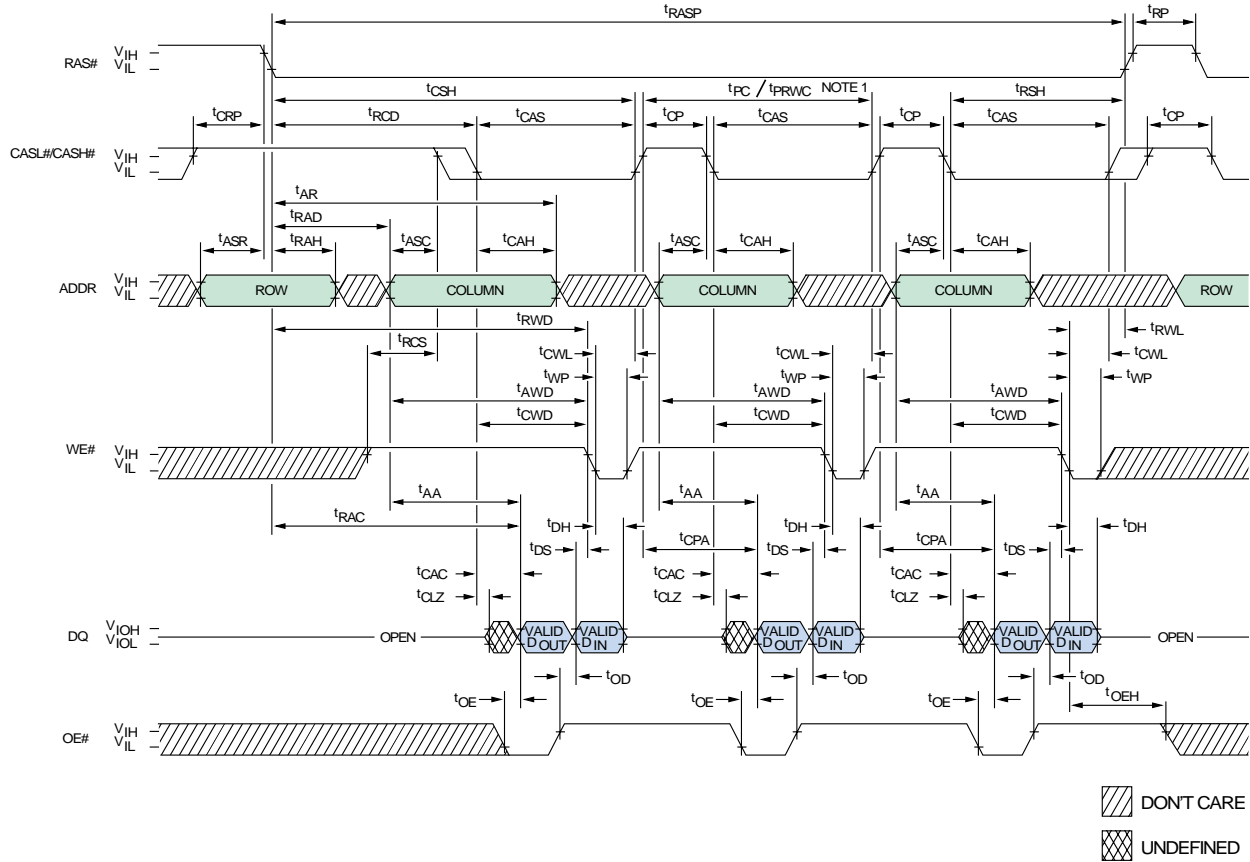 tRASP tRP
RAS# VIH VIL
tCSH tPC / tPRWC NOTE 1 tRSH
tCRP tRCD tCAS tCP tCAS tCP tCAS tCP
CASL#/CASH# VIH VIL
tAR
tRAD
tASR tRAH tASC tCAH tASC tCAH tASC tCAH
ADDR VIH VIL ROW COLUMN COLUMN COLUMN ROW
tRWD tRWL
tRCS tCWL tCWL tCWL
tWP tWP tWP
tAWD tAWD tAWD
tCWD tCWD tCWD
WE# VIH VIL
tAA tAA tAA
tRAC tDH tDH tDH
tCPA tCPA
tDS tDS tDS
tCAC tCAC tCAC
tCLZ tCLZ tCLZ
DQ VIOH VIOL OPEN VALID DOUT VALID DIN VALID DOUT VALID DIN VALID DOUT VALID DIN OPEN
tOD tOD tOD
tOE tOE tOE tOEH
OE# VIH VIL
DON'T CARE
UNDEFINED